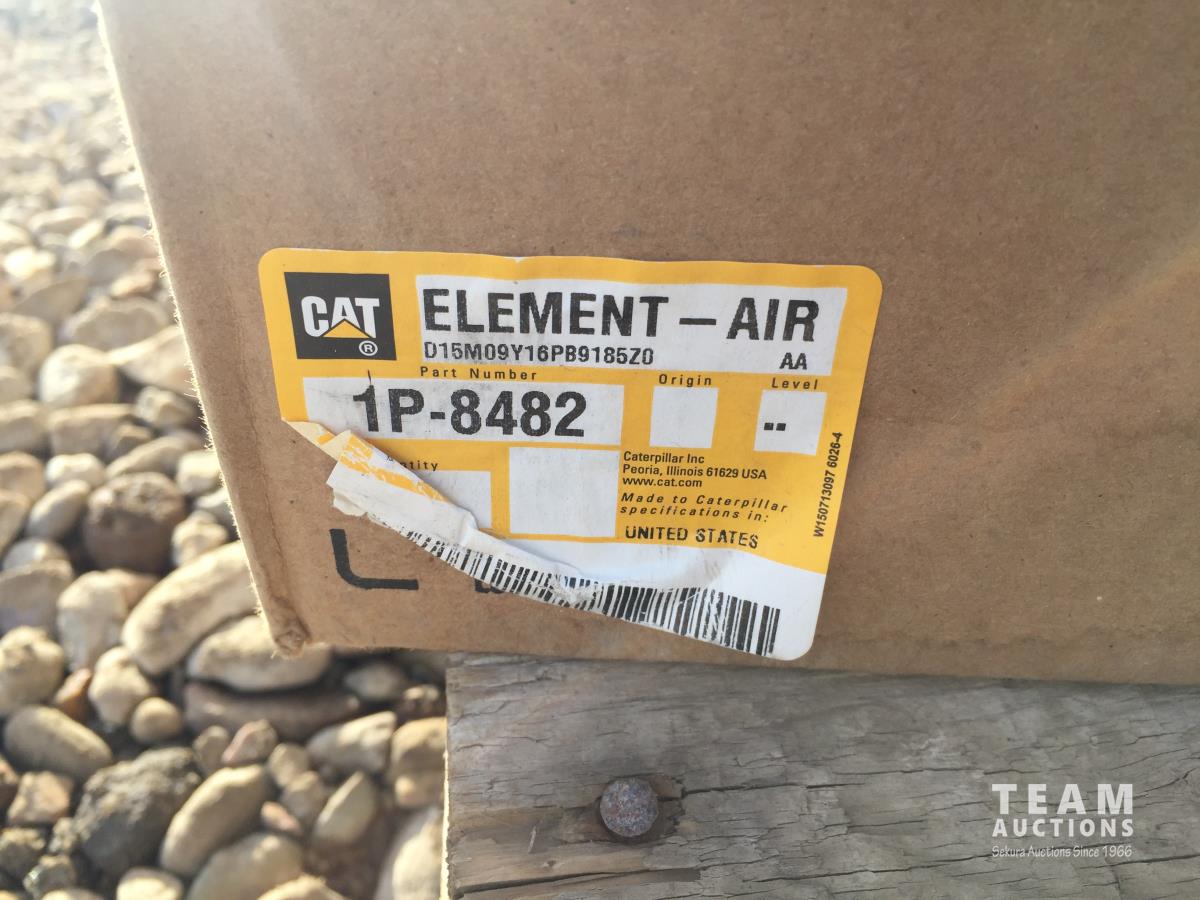 CAT
®
ELEMENT – AIR
D15M09Y16PB9185Z0 AA
Part Number Origin Level
1P-8482 --
Caterpillar Inc
Peoria, Illinois 61629 USA
www.cat.com
Made to Caterpillar
specifications in:
UNITED STATES
W150713097 6026-4
TEAM
AUCTIONS
Sekura Auctions Since 1966